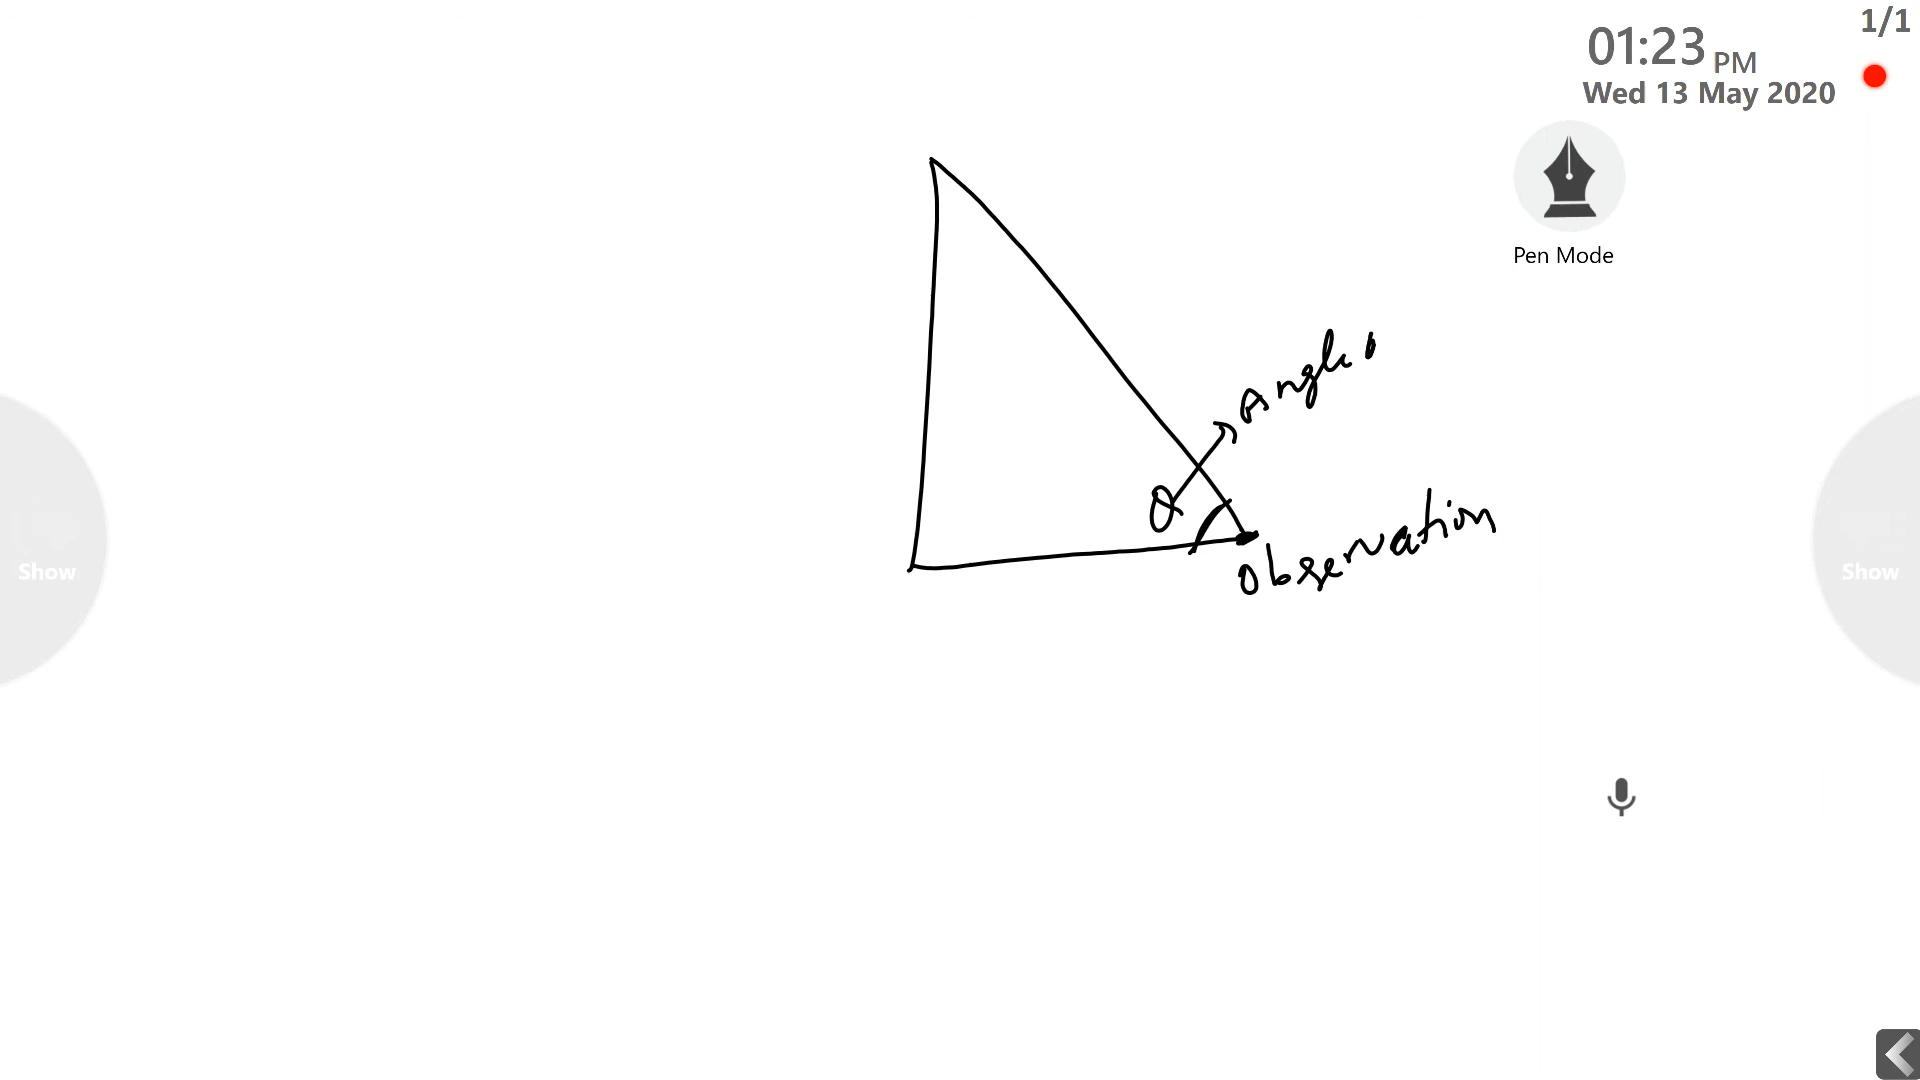 1/1
01:23 PM
Wed 13 May 2020
Pen Mode
Angle
θ
Observation
Show
Show